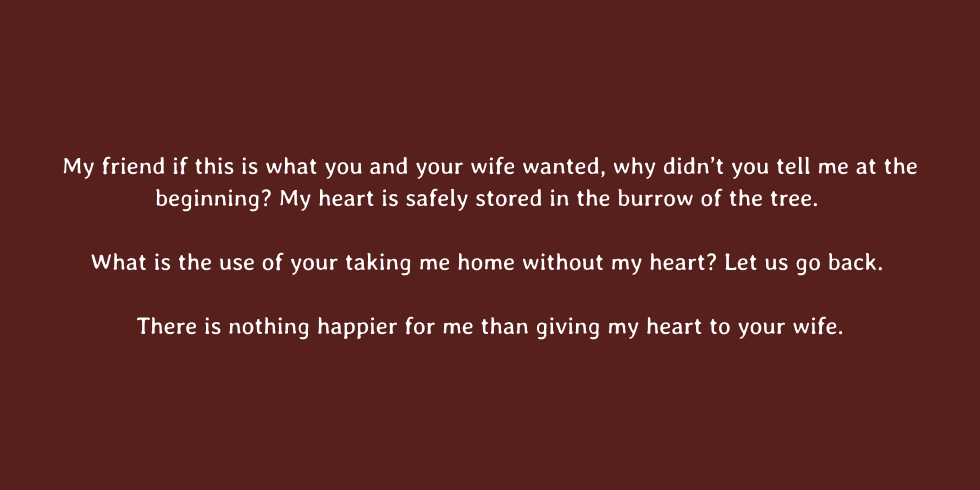 My friend if this is what you and your wife wanted, why didn’t you tell me at the
beginning? My heart is safely stored in the burrow of the tree.
What is the use of your taking me home without my heart? Let us go back.
There is nothing happier for me than giving my heart to your wife.